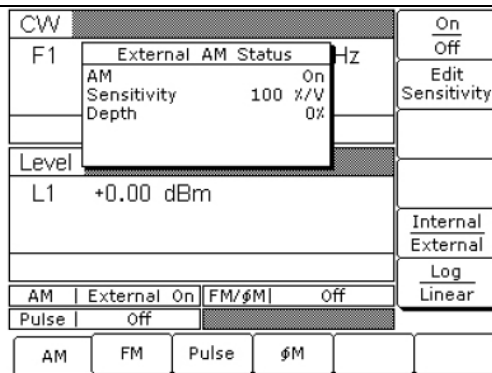 CW
F1 Hz
External AM Status
AM On
Sensitivity 100 %/V
Depth 0%
Level
L1 +0.00 dBm
AM | External On FM/ϕM| Off
Pulse | Off
AM FM Pulse ϕM
On
Off
Edit
Sensitivity
Internal
External
Log
Linear